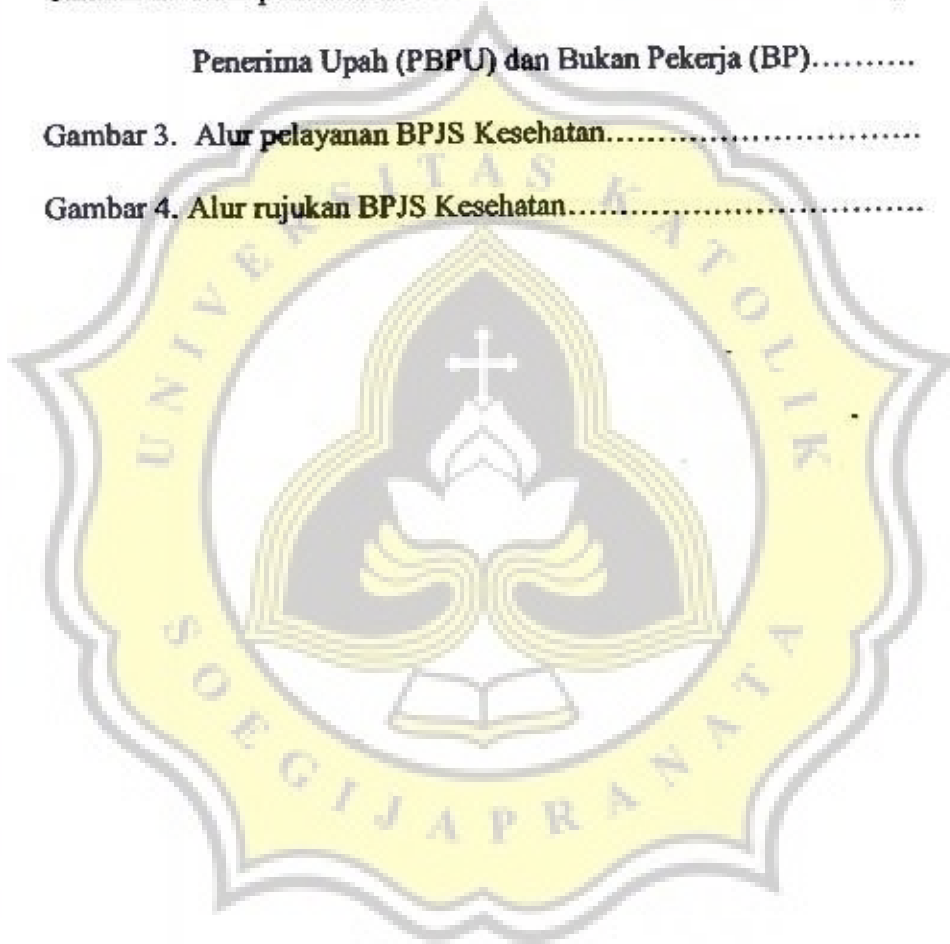 Penerima Upah (PBPU) dan Bukan Pekerja (BP)..........
Gambar 3. Alur pelayanan BPJS Kesehatan..............................
Gambar 4. Alur rujukan BPJS Kesehatan..................................
UNIVERSITAS KATOLIK
SOEGIJAPRANATA